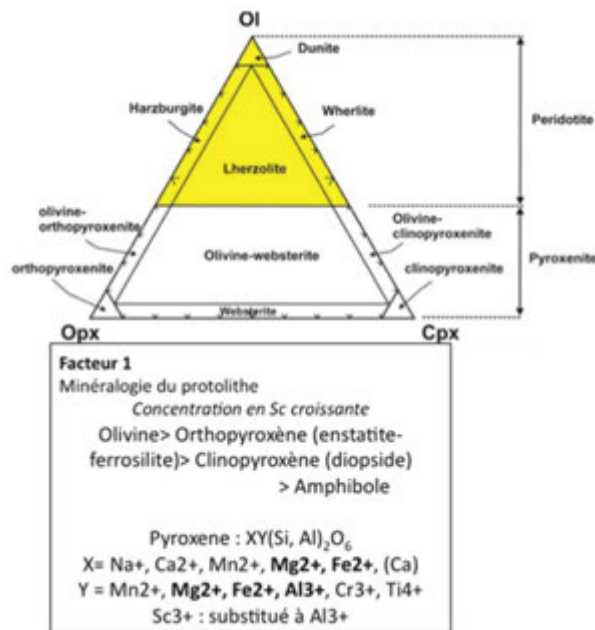 Ol
Dunite
Harzburgite
Wherlite
Peridotite
Lherzolite
olivine-
orthopyroxenite
Olivine-
clinopyroxenite
Olivine-websterite
orthopyroxenite
clinopyroxenite
Pyroxenite
Websterite
Opx
Cpx
Facteur 1
Minéralogie du protolithe
Concentration en Sc croissante
Olivine> Orthopyroxène (enstatite-
ferrosilite)> Clinopyroxène (diopside)
> Amphibole
Pyroxene : XY(Si, Al)₂O₆
X= Na+, Ca2+, Mn2+, Mg2+, Fe2+, (Ca)
Y = Mn2+, Mg2+, Fe2+, Al3+, Cr3+, Ti4+
Sc3+ : substitué à Al3+